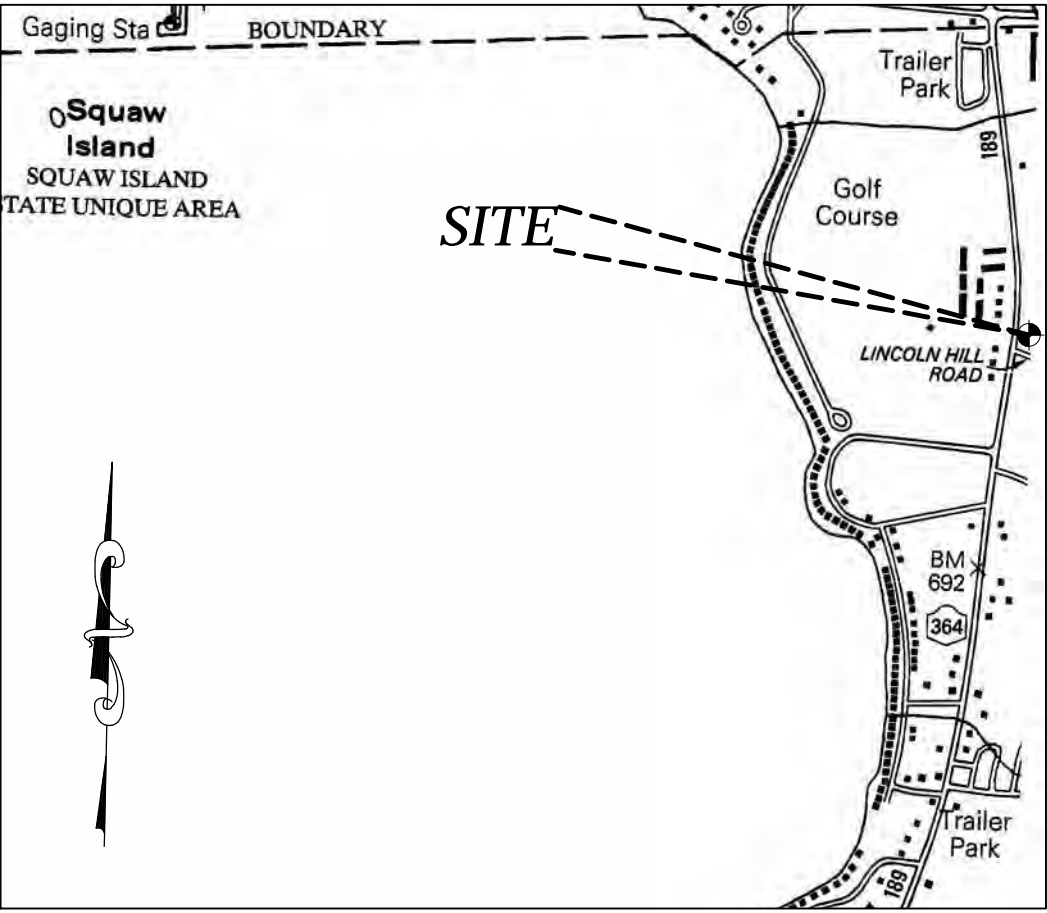 Gaging Sta
BOUNDARY
Trailer
Park
Squaw
Island
SQUAW ISLAND
STATE UNIQUE AREA
189
Golf
Course
SITE
LINCOLN HILL
ROAD
BM
692
364
Trailer
Park
189